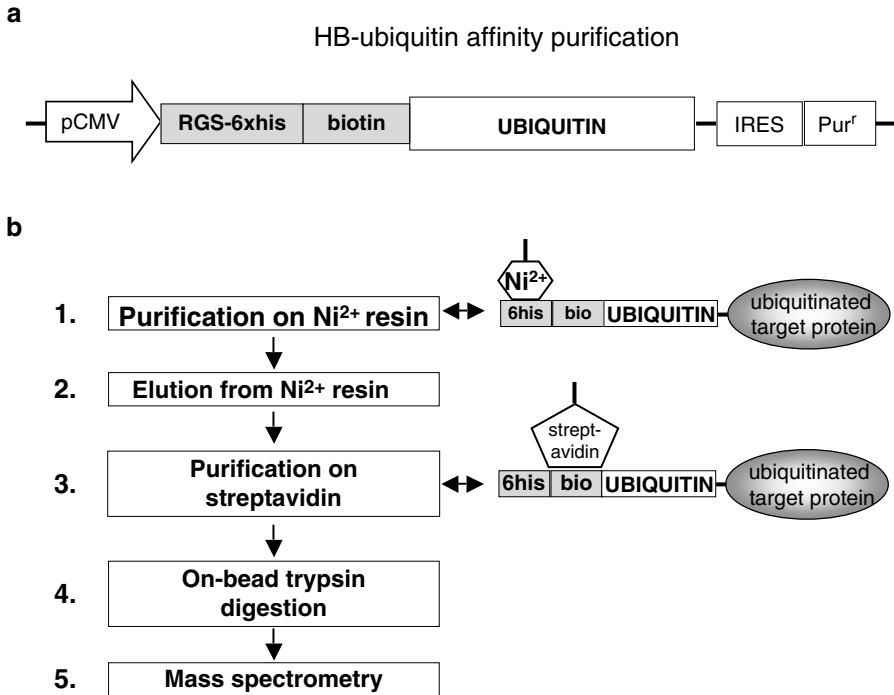 a
HB-ubiquitin affinity purification
pCMV RGS-6xhis biotin UBIQUITIN IRES Purʳ
b
1. Purification on Ni²⁺ resin
Ni²⁺
6his bio UBIQUITIN
ubiquitinated
target protein
2. Elution from Ni²⁺ resin
3. Purification on
streptavidin
strept-
avidin
6his bio UBIQUITIN
ubiquitinated
target protein
4. On-bead trypsin
digestion
5. Mass spectrometry